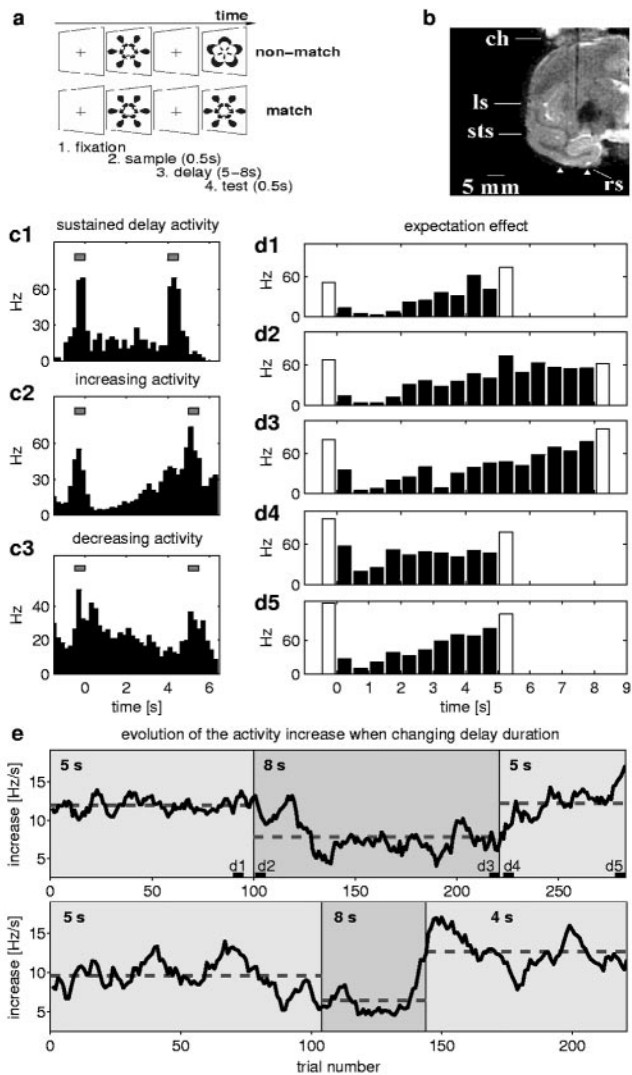 a
time
non-match
match
1. fixation
2. sample (0.5s)
3. delay (5-8s)
4. test (0.5s)
b
ch
ls
sts
rs
5 mm
c1
sustained delay activity
Hz
60
30
0
c2
increasing activity
Hz
60
30
0
c3
decreasing activity
Hz
40
20
0
0 2 4 6
time [s]
expectation effect
d1
Hz
60
0
d2
Hz
60
0
d3
Hz
60
0
d4
Hz
60
0
d5
Hz
60
0
0 1 2 3 4 5 6 7 8 9
time [s]
e
evolution of the activity increase when changing delay duration
increase [Hz/s]
15
10
5
5 s
8 s
5 s
d1
d2
d3
d4
d5
0 50 100 150 200 250
increase [Hz/s]
15
10
5
5 s
8 s
4 s
0 50 100 150 200
trial number